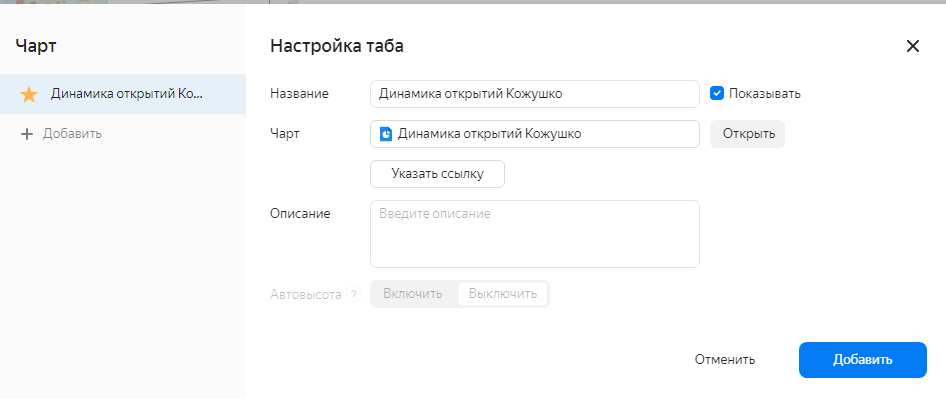 Чарт
Динамика открытий Ко...
Добавить
Настройка таба
Название Динамика открытий Кожушко Показывать
Чарт Динамика открытий Кожушко Открыть
Указать ссылку
Описание Введите описание
Автовысота ? Включить Выключить
Отменить Добавить